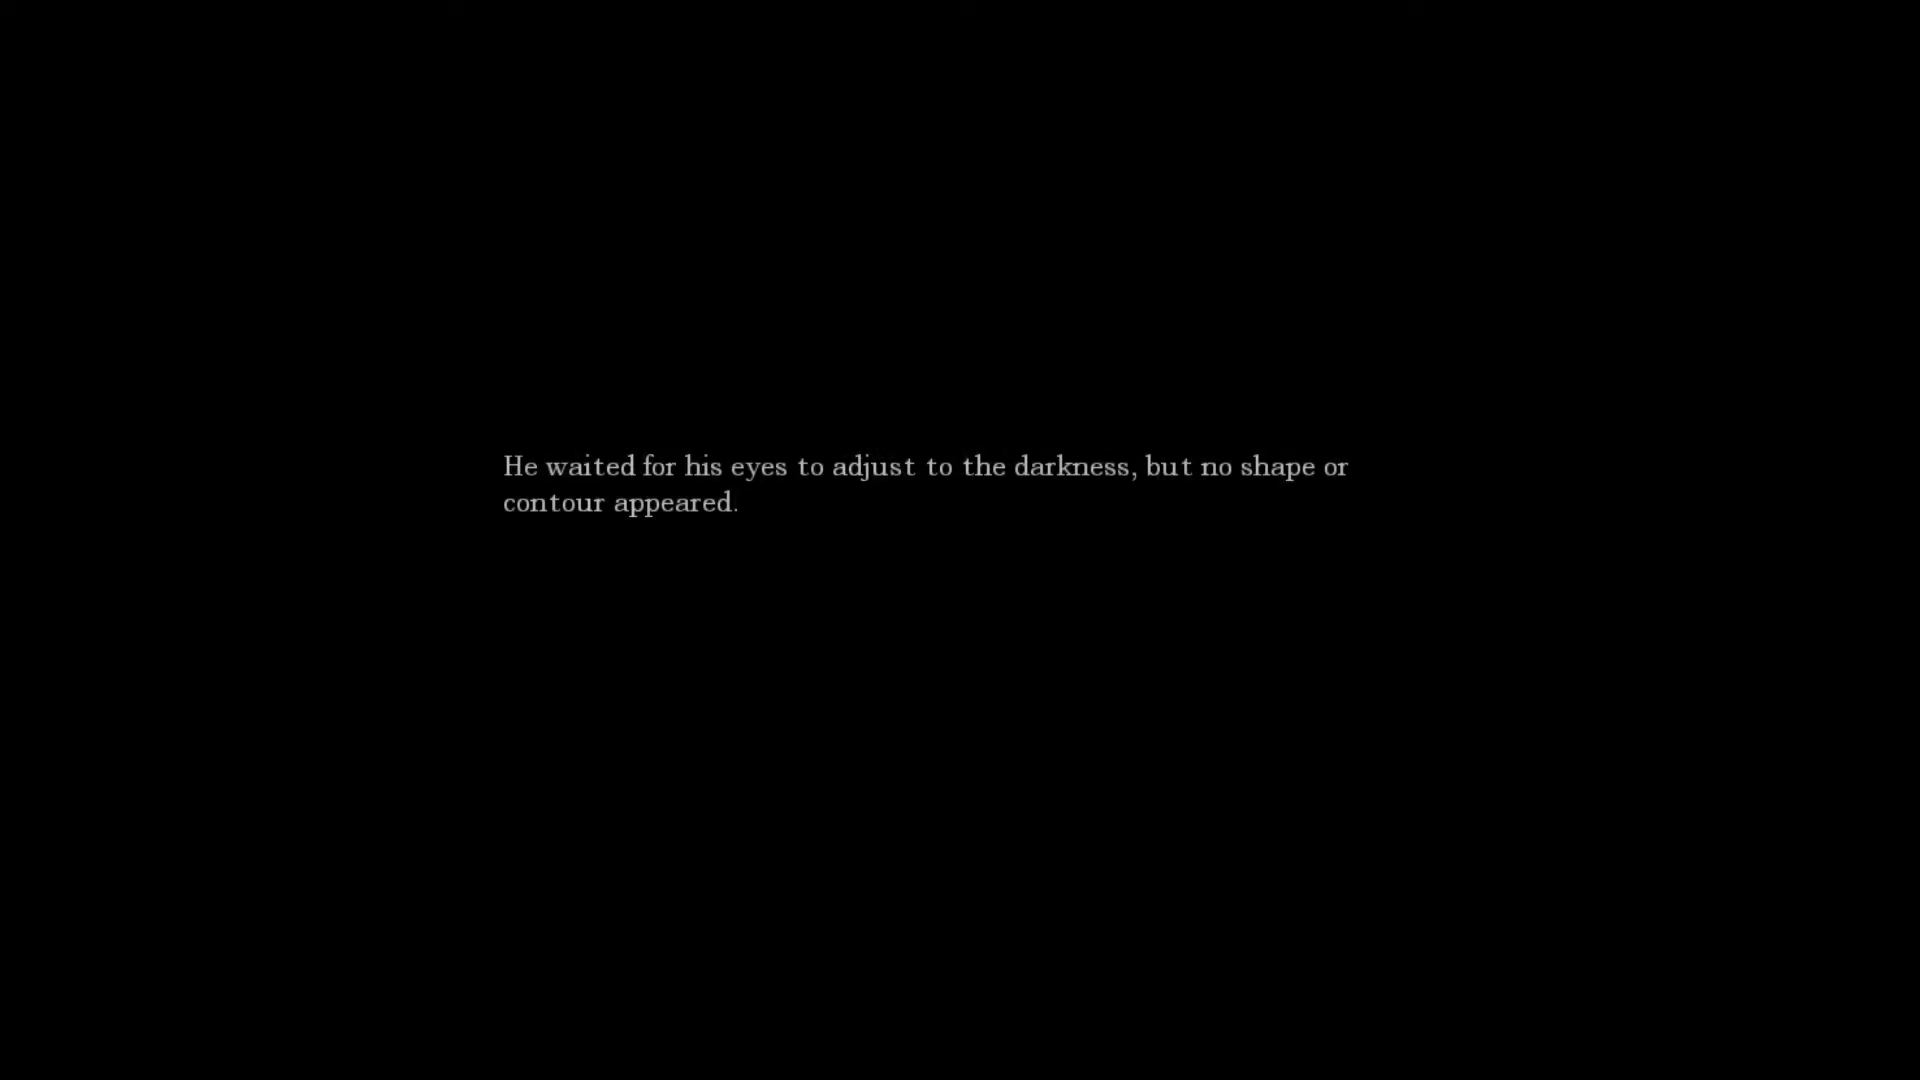 He waited for his eyes to adjust to the darkness, but no shape or
contour appeared.